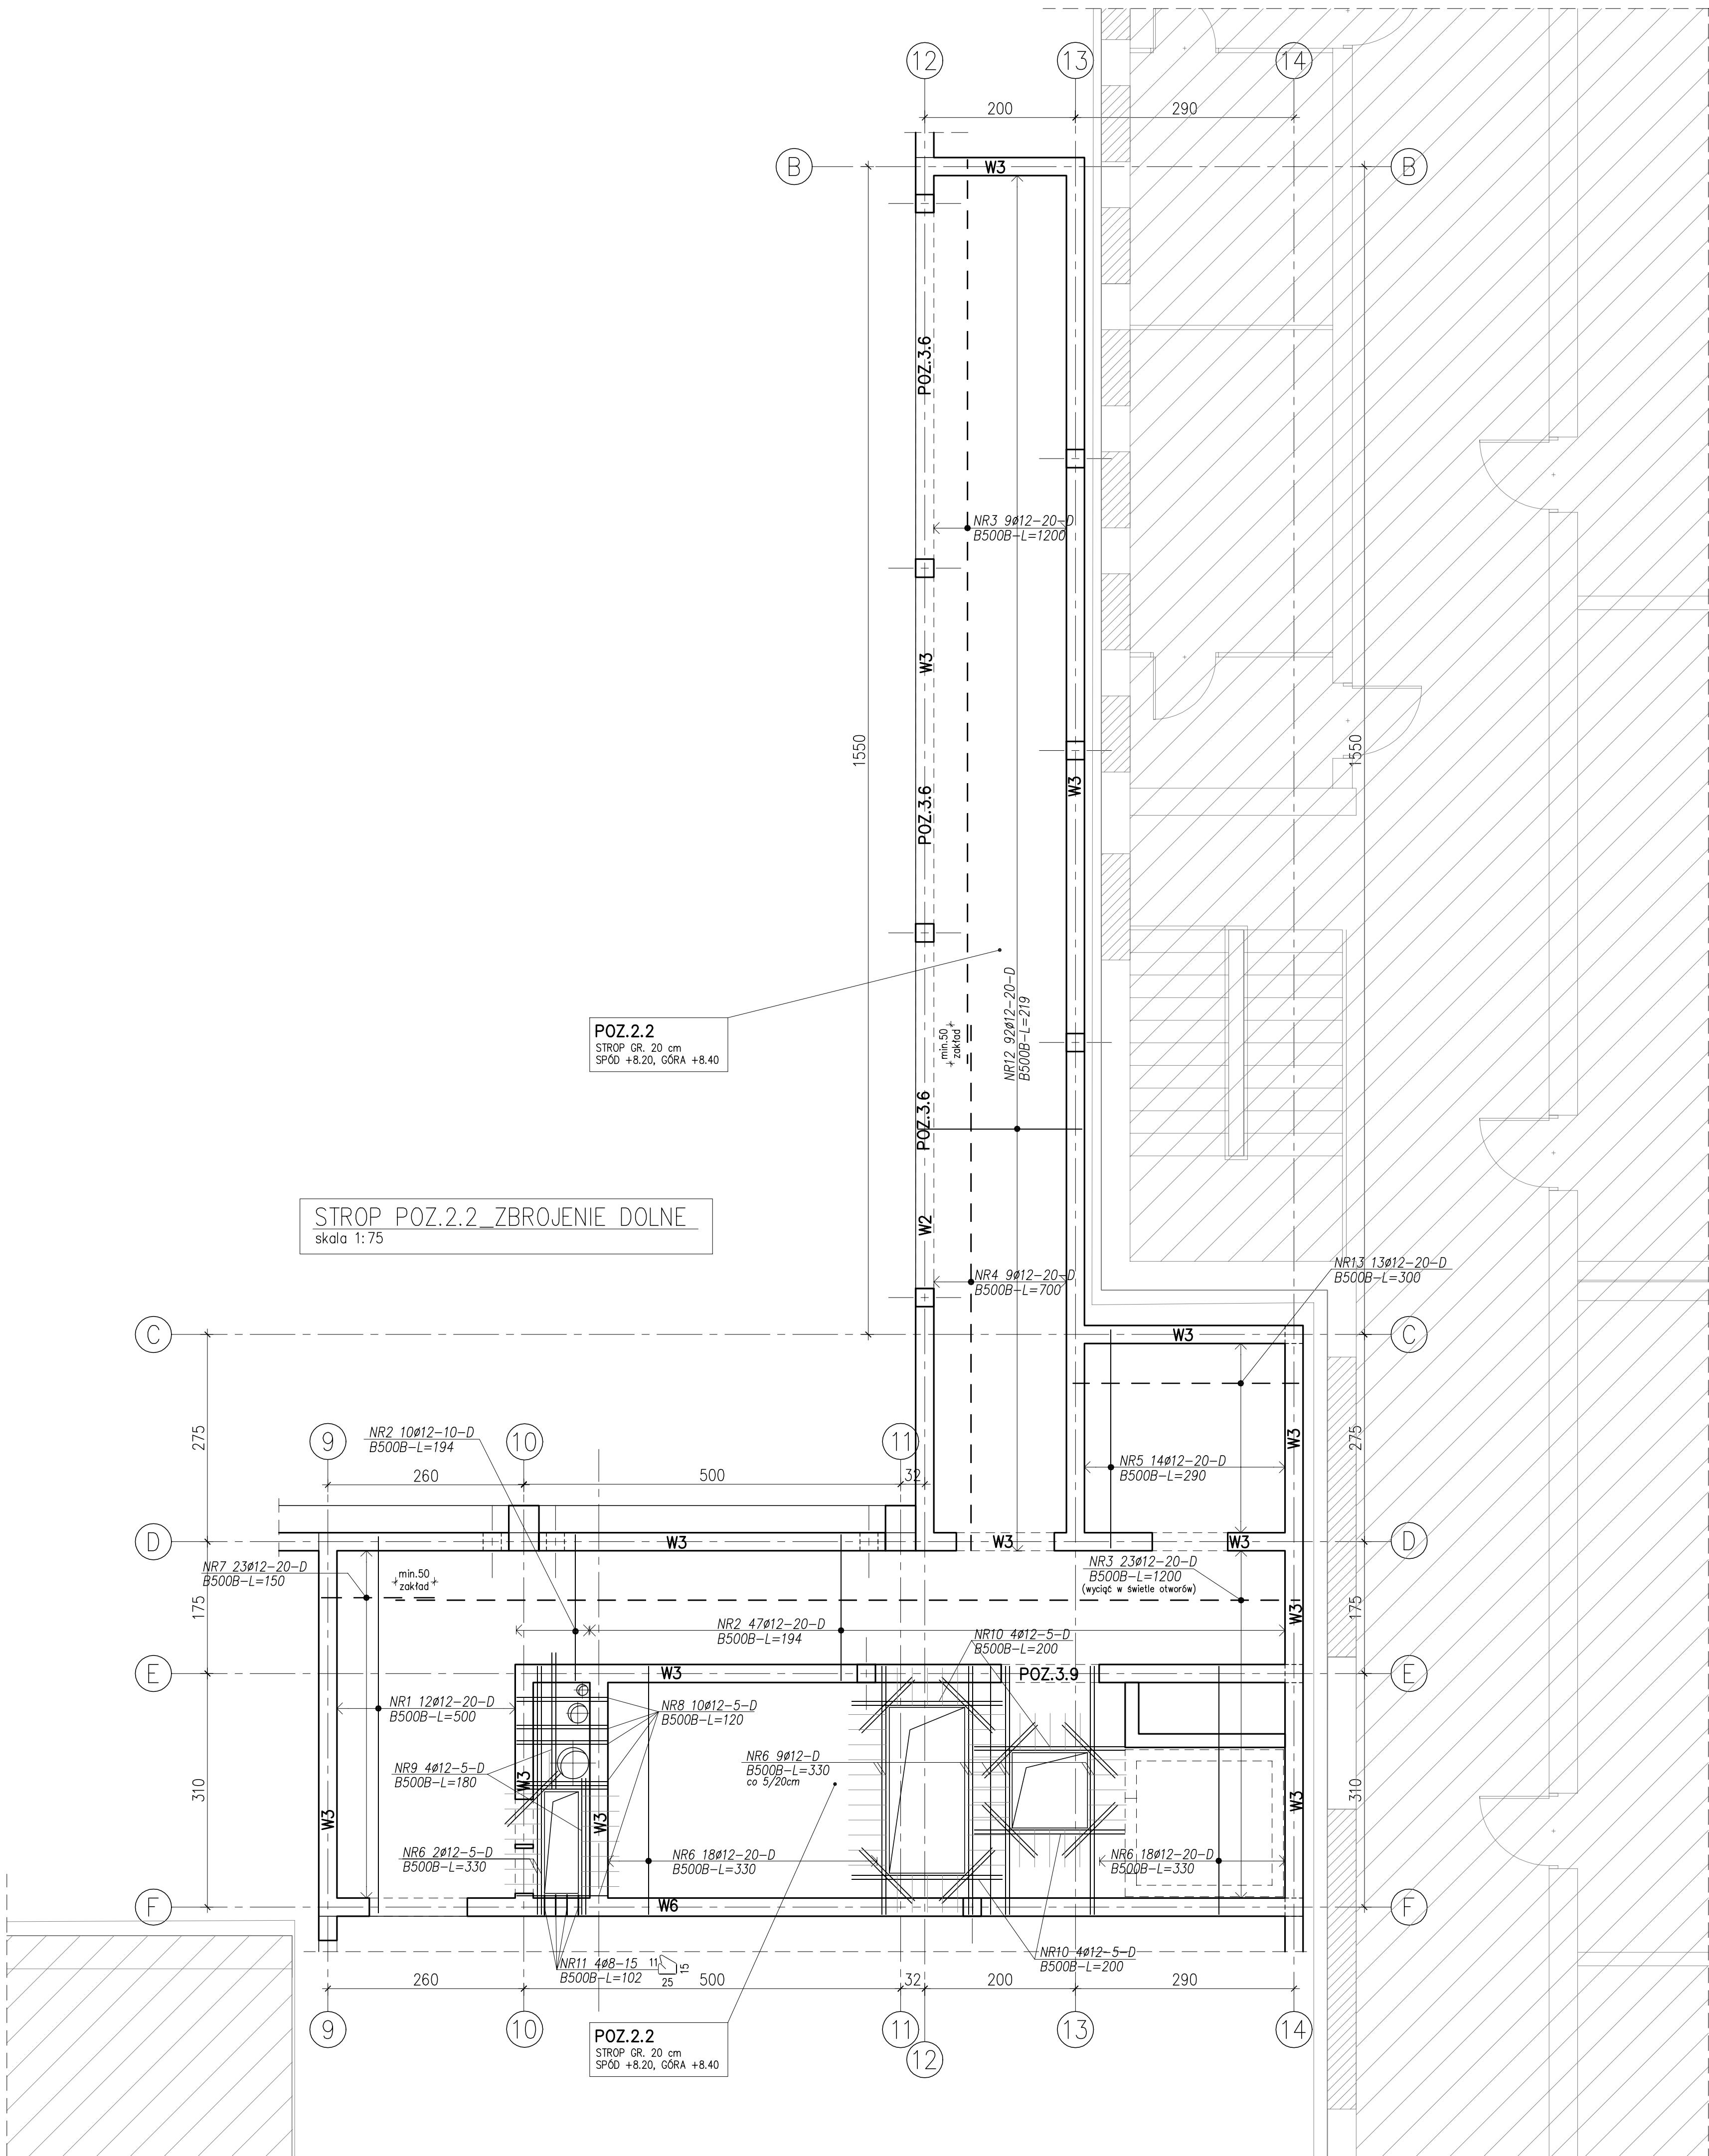 12
13
14
200
290
B
W3
B
POZ.3.6
NR3 9ø12-20-D
B500B-L=1200
W3
1550
1550
W3
POZ.3.6
NR12 92ø12-20-D
B500B-L=219
POZ.2.2
STROP GR. 20 cm
SPÓD +8.20, GÓRA +8.40
min.50
zakład
POZ.3.6
STROP POZ.2.2_ZBROJENIE DOLNE
skala 1:75
W2
NR13 13ø12-20-D
B500B-L=300
NR4 9ø12-20-D
B500B-L=700
C
W3
C
275
275
NR2 10ø12-10-D
B500B-L=194
9
10
11
W3
260
500
32
NR5 14ø12-20-D
B500B-L=290
D
W3
W3
W3
D
NR7 23ø12-20-D
B500B-L=150
min.50
zakład
NR3 23ø12-20-D
B500B-L=1200
(wyciąć w świetle otworów)
175
175
W3
NR2 47ø12-20-D
B500B-L=194
NR10 4ø12-5-D
B500B-L=200
E
W3
POZ.3.9
E
NR1 12ø12-20-D
B500B-L=500
NR8 10ø12-5-D
B500B-L=120
NR9 4ø12-5-D
B500B-L=180
NR6 9ø12-D
B500B-L=330
co 5/20cm
310
310
W3
W3
W3
W3
NR6 2ø12-5-D
B500B-L=330
NR6 18ø12-20-D
B500B-L=330
NR6 18ø12-20-D
B500B-L=330
F
W6
F
NR11 4ø8-15
B500B-L=102
11
25
15
NR10 4ø12-5-D
B500B-L=200
260
500
32
200
290
9
10
11
12
13
14
POZ.2.2
STROP GR. 20 cm
SPÓD +8.20, GÓRA +8.40